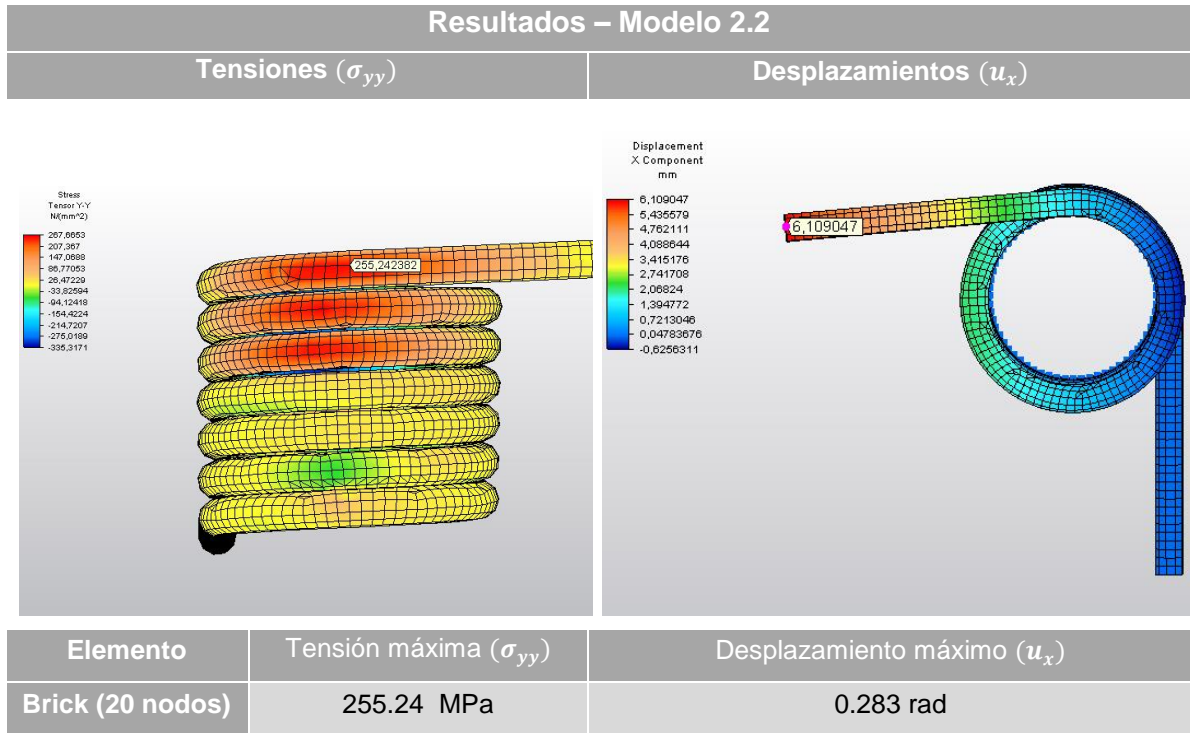 Resultados – Modelo 2.2
Tensiones (σyy)
Desplazamientos (ux)
Stress
Tensor Y-Y
N/(mm^2)
267,6653
207,367
147,0688
86,77053
26,47229
-33,82594
-94,12418
-154,4224
-214,7207
-275,0189
-335,3171
255,242382
Displacement
X Component
mm
6,109047
5,435579
4,762111
4,088644
3,415176
2,741708
2,06824
1,394772
0,7213046
0,04783676
-0,6256311
6,109047
Elemento
Tensión máxima (σyy)
Desplazamiento máximo (ux)
Brick (20 nodos)
255.24 MPa
0.283 rad